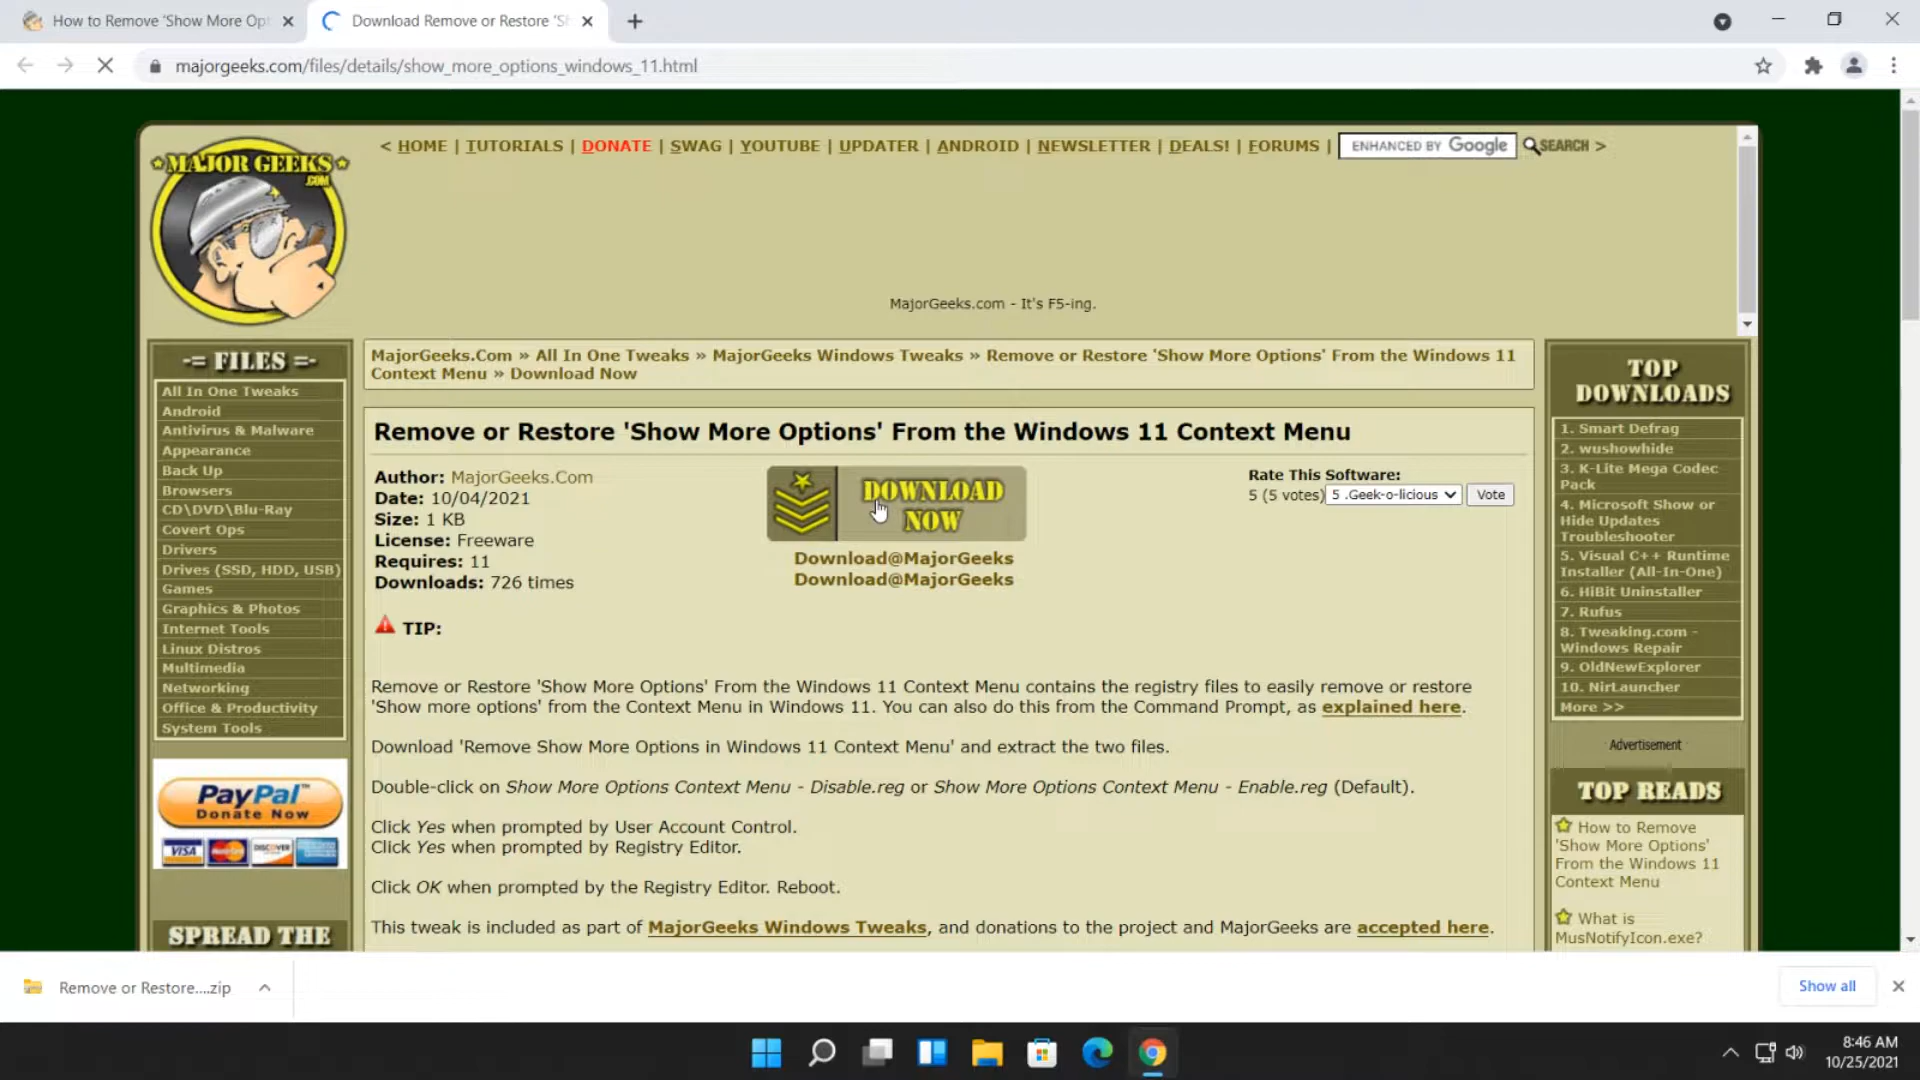 How to Remove 'Show More Opt
Download Remove or Restore 'S
majorgeeks.com/files/details/show_more_options_windows_11.html
MAJOR GEEKS
.COM
< HOME | TUTORIALS | DONATE | SWAG | YOUTUBE | UPDATER | ANDROID | NEWSLETTER | DEALS! | FORUMS | ENHANCED BY Google SEARCH >
MajorGeeks.com - It's F5-ing.
-= FILES =-
All In One Tweaks
Android
Antivirus & Malware
Appearance
Back Up
Browsers
CD\DVD\Blu-Ray
Covert Ops
Drivers
Drives (SSD, HDD, USB)
Games
Graphics & Photos
Internet Tools
Linux Distros
Multimedia
Networking
Office & Productivity
System Tools
PayPal™
Donate Now
VISA MasterCard DISCOVER
SPREAD THE
MajorGeeks.Com » All In One Tweaks » MajorGeeks Windows Tweaks » Remove or Restore 'Show More Options' From the Windows 11
Context Menu » Download Now
Remove or Restore 'Show More Options' From the Windows 11 Context Menu
Author: MajorGeeks.Com
Date: 10/04/2021
Size: 1 KB
License: Freeware
Requires: 11
Downloads: 726 times
DOWNLOAD
NOW
Download@MajorGeeks
Download@MajorGeeks
Rate This Software:
5 (5 votes) 5 .Geek-o-licious Vote
TIP:
Remove or Restore 'Show More Options' From the Windows 11 Context Menu contains the registry files to easily remove or restore
'Show more options' from the Context Menu in Windows 11. You can also do this from the Command Prompt, as explained here.
Download 'Remove Show More Options in Windows 11 Context Menu' and extract the two files.
Double-click on Show More Options Context Menu - Disable.reg or Show More Options Context Menu - Enable.reg (Default).
Click Yes when prompted by User Account Control.
Click Yes when prompted by Registry Editor.
Click OK when prompted by the Registry Editor. Reboot.
This tweak is included as part of MajorGeeks Windows Tweaks, and donations to the project and MajorGeeks are accepted here.
TOP
DOWNLOADS
1. Smart Defrag
2. wushowhide
3. K-Lite Mega Codec
Pack
4. Microsoft Show or
Hide Updates
Troubleshooter
5. Visual C++ Runtime
Installer (All-In-One)
6. HiBit Uninstaller
7. Rufus
8. Tweaking.com -
Windows Repair
9. OldNewExplorer
10. NirLauncher
More >>
Advertisement
TOP READS
How to Remove
'Show More Options'
From the Windows 11
Context Menu
What is
MusNotifyIcon.exe?
Remove or Restore....zip
Show all
8:46 AM
10/25/2021